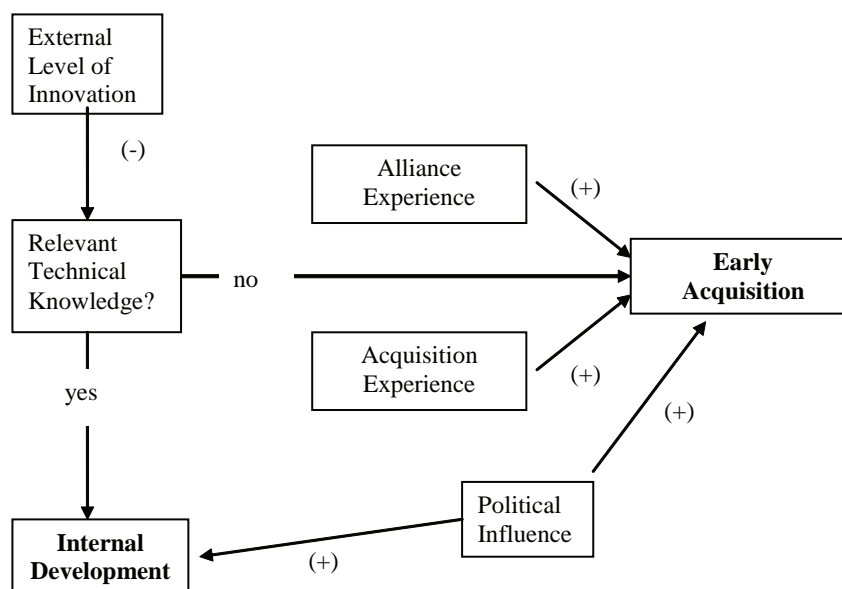 External
Level of
Innovation
(-)
Alliance
Experience
(+)
Relevant
Technical
Knowledge?
no
Early
Acquisition
Acquisition
Experience
(+)
yes
(+)
Political
Influence
Internal
Development
(+)